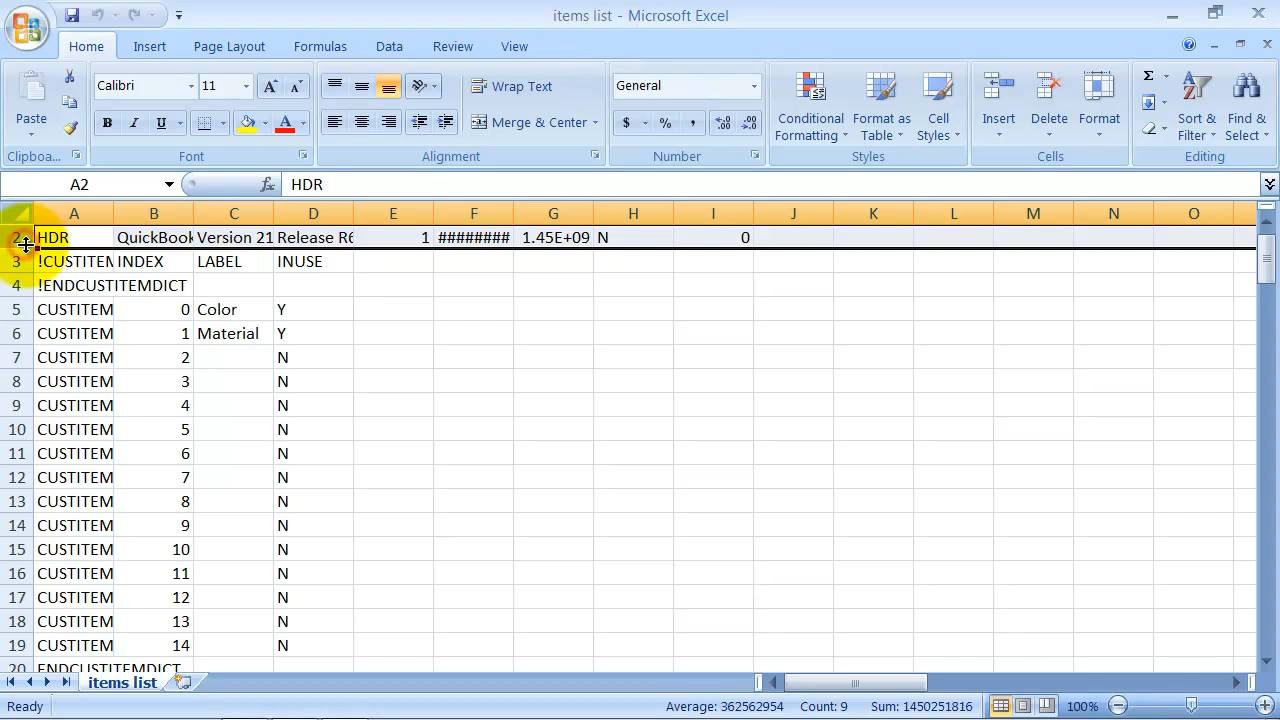 items list - Microsoft Excel
Home Insert Page Layout Formulas Data Review View
Paste
Calibri 11
Wrap Text
General
B I U A
Merge & Center
$ % ,
Conditional Formatting
Format as Table
Cell Styles
Insert
Delete
Format
Sort & Filter
Find & Select
Clipboa... Font Alignment Number Styles Cells Editing
A2 fx HDR
A B C D E F G H I J K L M N O
2 HDR QuickBook Version 21 Release R6 1 ######## 1.45E+09 N 0
3 !CUSTITEM INDEX LABEL INUSE
4 !ENDCUSTITEMDICT
5 CUSTITEM 0 Color Y
6 CUSTITEM 1 Material Y
7 CUSTITEM 2 N
8 CUSTITEM 3 N
9 CUSTITEM 4 N
10 CUSTITEM 5 N
11 CUSTITEM 6 N
12 CUSTITEM 7 N
13 CUSTITEM 8 N
14 CUSTITEM 9 N
15 CUSTITEM 10 N
16 CUSTITEM 11 N
17 CUSTITEM 12 N
18 CUSTITEM 13 N
19 CUSTITEM 14 N
20 ENDCUSTITEMDICT
items list
Ready Average: 362562954 Count: 9 Sum: 1450251816 100%